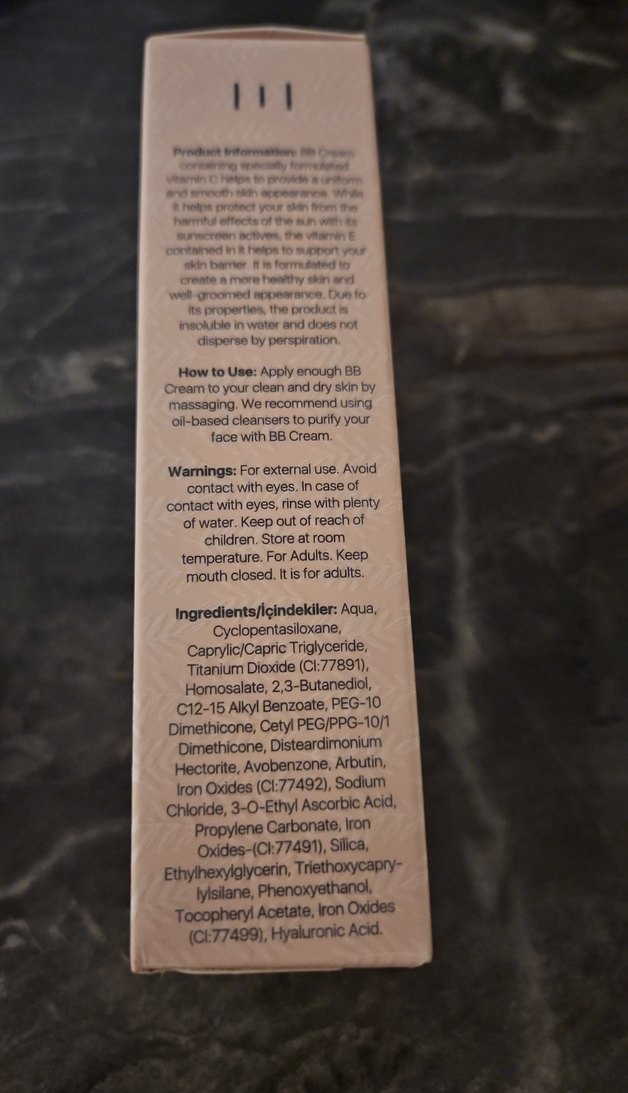 Product Information: BB Cream
containing specially formulated
vitamin C helps to provide a uniform
and smooth skin appearance. While
it helps protect your skin from the
harmful effects of the sun with its
sunscreen actives, the vitamin E
contained in it helps to support your
skin barrier. It is formulated to
create a more healthy skin and
well-groomed appearance. Due to
its properties, the product is
insoluble in water and does not
disperse by perspiration.
How to Use: Apply enough BB
Cream to your clean and dry skin by
massaging. We recommend using
oil-based cleansers to purify your
face with BB Cream.
Warnings: For external use. Avoid
contact with eyes. In case of
contact with eyes, rinse with plenty
of water. Keep out of reach of
children. Store at room
temperature. For Adults. Keep
mouth closed. It is for adults.
Ingredients/İçindekiler: Aqua,
Cyclopentasiloxane,
Caprylic/Capric Triglyceride,
Titanium Dioxide (CI:77891),
Homosalate, 2,3-Butanediol,
C12-15 Alkyl Benzoate, PEG-10
Dimethicone, Cetyl PEG/PPG-10/1
Dimethicone, Disteardimonium
Hectorite, Avobenzone, Arbutin,
Iron Oxides (CI:77492), Sodium
Chloride, 3-O-Ethyl Ascorbic Acid,
Propylene Carbonate, Iron
Oxides-(CI:77491), Silica,
Ethylhexylglycerin, Triethoxycapry-
lylsilane, Phenoxyethanol,
Tocopheryl Acetate, Iron Oxides
(CI:77499), Hyaluronic Acid.